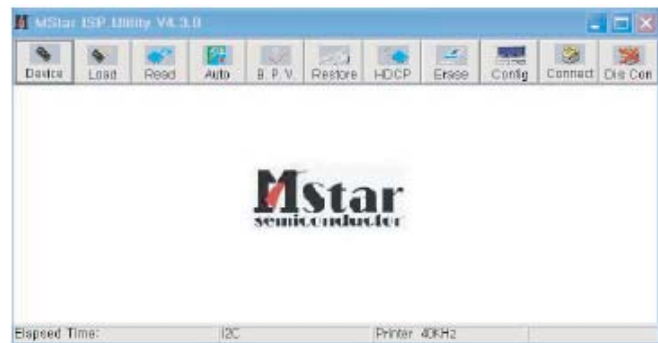 MStar ISP Utility V4.3.0
Device Load Read Auto B. P. V. Restore HDCP Erase Config Connect Dis Con
MStar
semiconductor
Elapsed Time: I2C Printer 40KHz